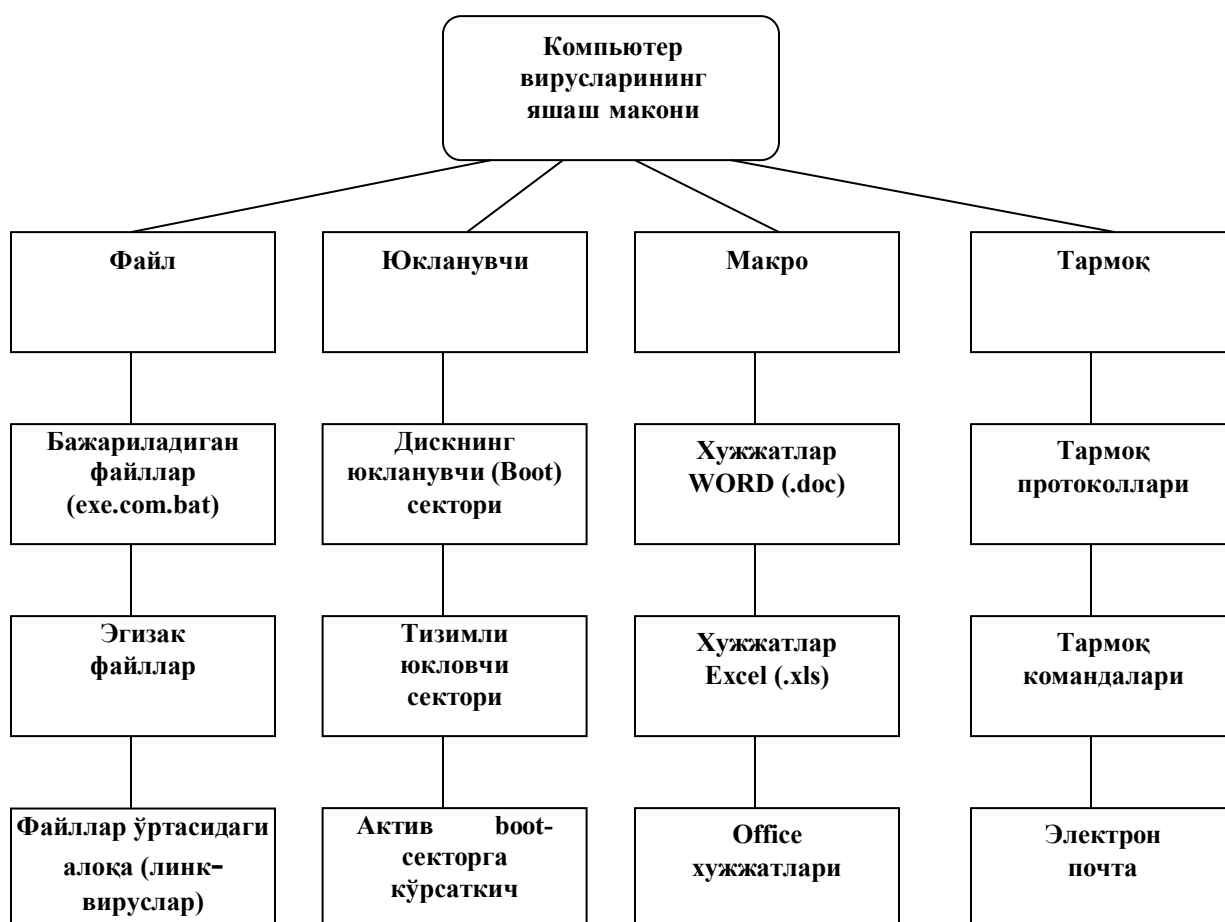 Компьютер
вирусларининг
яшаш макони
Файл
Юкланувчи
Макро
Тармоқ
Бажариладиган
файллар
(exe.com.bat)
Дискнинг
юкланувчи (Boot)
сектори
Хужжатлар
WORD (.doc)
Тармоқ
протоколлари
Эгизак
файллар
Тизимли
юкловчи
сектори
Хужжатлар
Excel (.xls)
Тармоқ
командалари
Файллар ўртасидаги
алоқа (линк-
вируслар)
Актив boot-
секторга
кўрсаткич
Office
хужжатлари
Электрон
почта